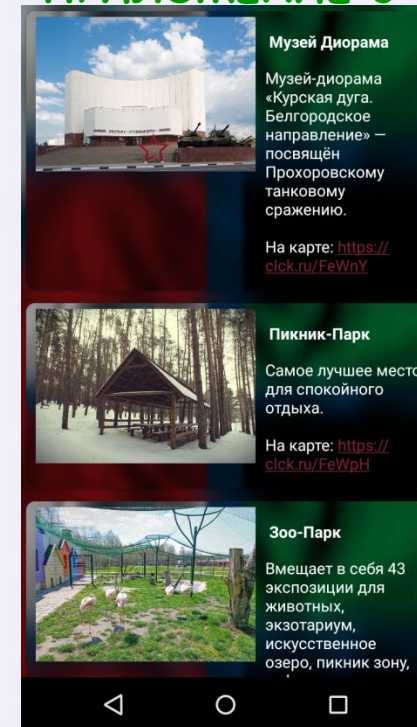 Музей Диорама
Музей-диорама
«Курская дуга.
Белгородское
направление» —
посвящён
Прохоровскому
танковому
сражению.
На карте: https://
clck.ru/FeWnY
Пикник-Парк
Самое лучшее место
для спокойного
отдыха.
На карте: https://
clck.ru/FeWpH
Зоо-Парк
Вмещает в себя 43
экспозиции для
животных,
экзотариум,
искусственное
озеро, пикник зону,